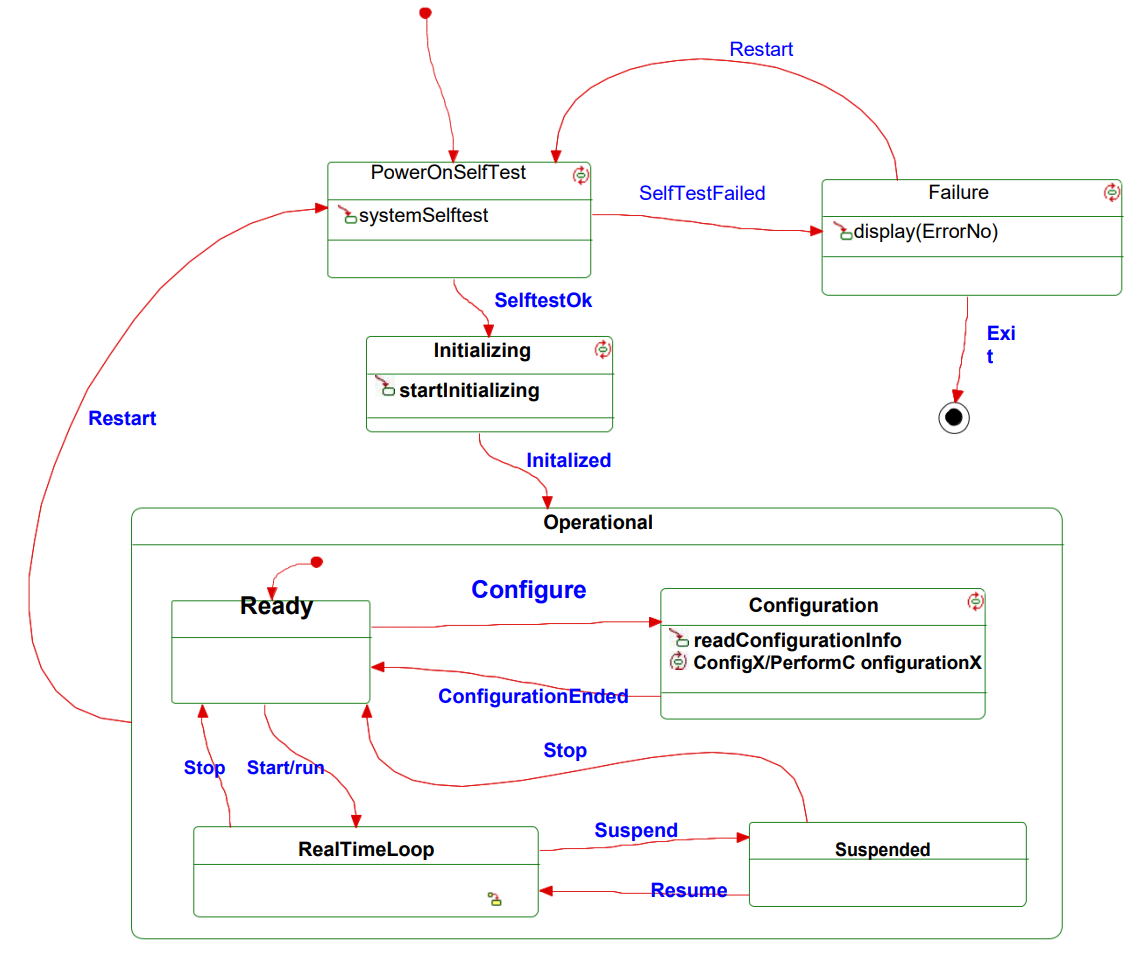 Restart
PowerOnSelfTest
systemSelftest
SelfTestFailed
Failure
display(ErrorNo)
SelftestOk
Exi
t
Initializing
startInitializing
Restart
Initalized
Operational
Ready
Configure
Configuration
readConfigurationInfo
ConfigX/PerformC onfigurationX
ConfigurationEnded
Stop
Start/run
Stop
RealTimeLoop
Suspend
Suspended
Resume